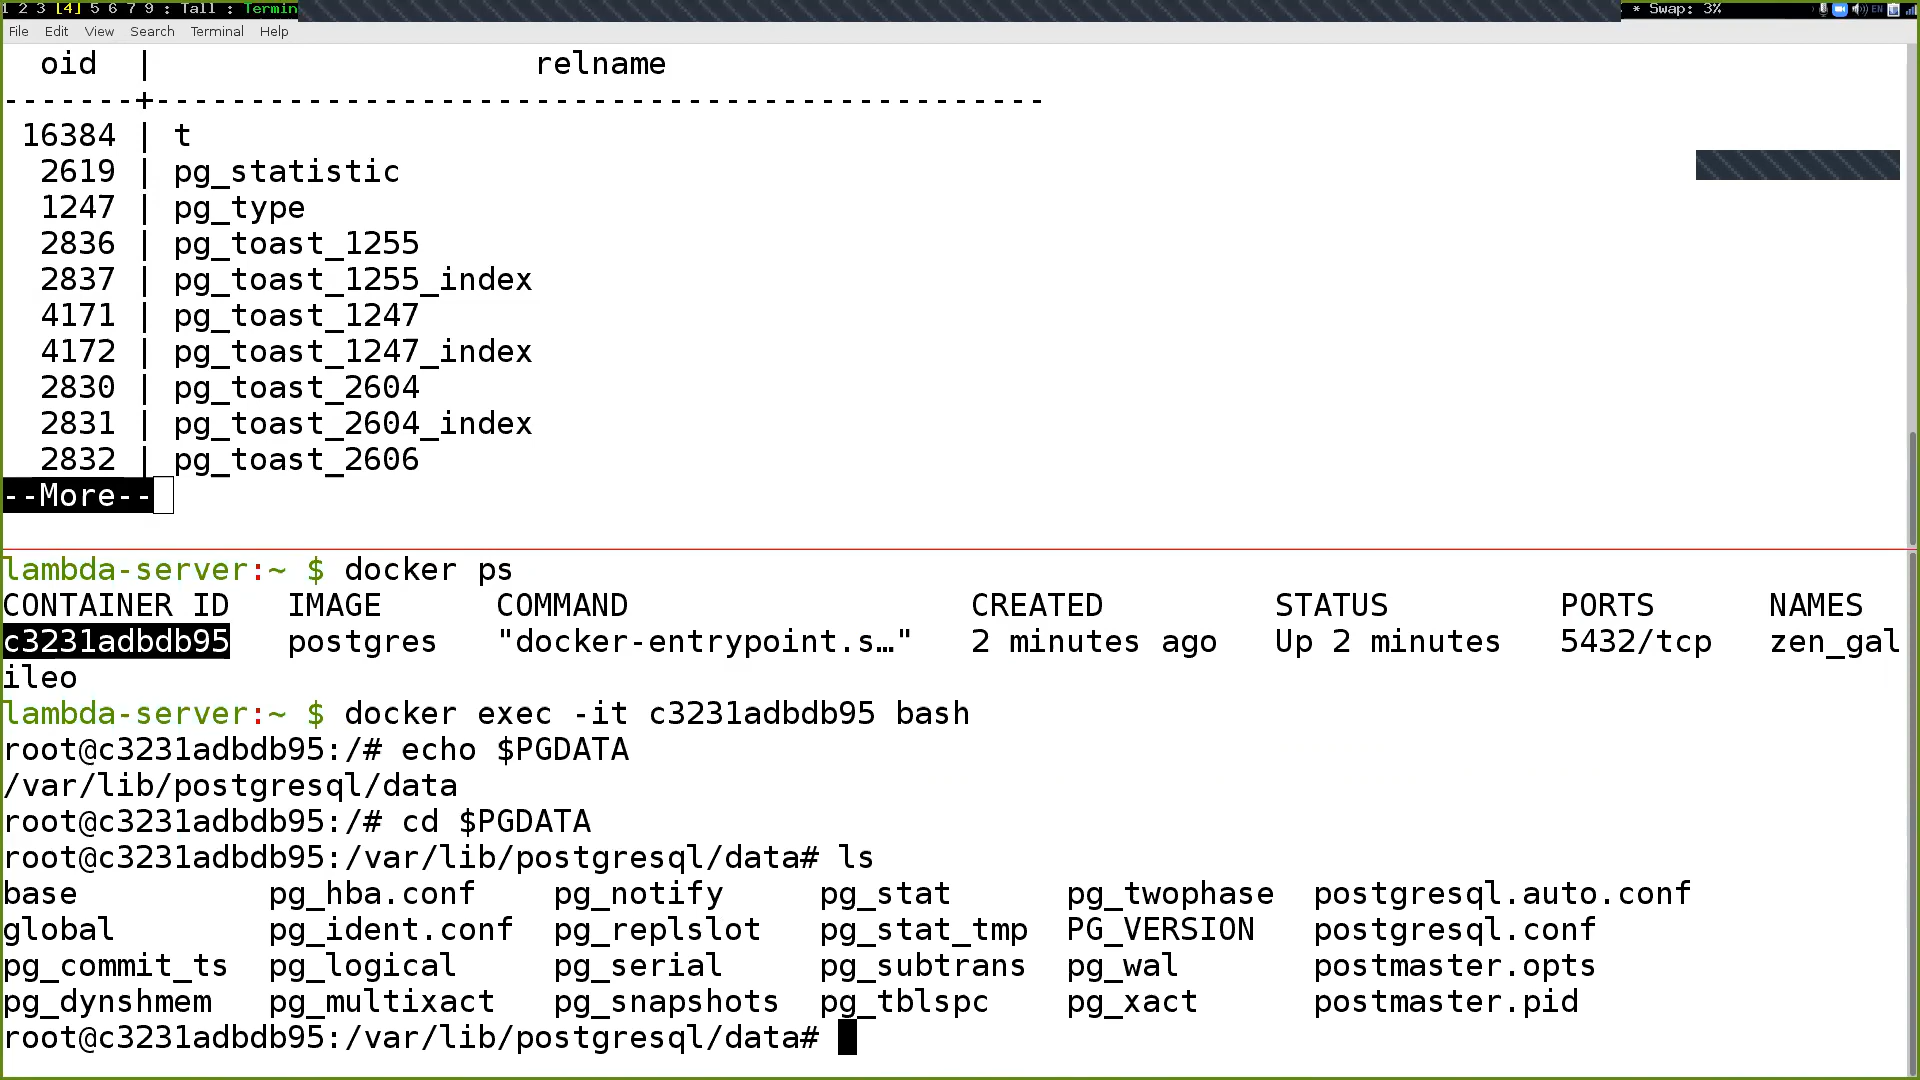 1 2 3 [4] 5 6 7 9 : Tall : Termin
* Swap: 3%
EN
File Edit View Search Terminal Help
oid | relname
-------+-----------------------------------------------
16384 | t
2619 | pg_statistic
1247 | pg_type
2836 | pg_toast_1255
2837 | pg_toast_1255_index
4171 | pg_toast_1247
4172 | pg_toast_1247_index
2830 | pg_toast_2604
2831 | pg_toast_2604_index
2832 | pg_toast_2606
--More--
lambda-server:~ $ docker ps
CONTAINER ID IMAGE COMMAND CREATED STATUS PORTS NAMES
c3231adbdb95 postgres "docker-entrypoint.s…" 2 minutes ago Up 2 minutes 5432/tcp zen_gal
ileo
lambda-server:~ $ docker exec -it c3231adbdb95 bash
root@c3231adbdb95:/# echo $PGDATA
/var/lib/postgresql/data
root@c3231adbdb95:/# cd $PGDATA
root@c3231adbdb95:/var/lib/postgresql/data# ls
base pg_hba.conf pg_notify pg_stat pg_twophase postgresql.auto.conf
global pg_ident.conf pg_replslot pg_stat_tmp PG_VERSION postgresql.conf
pg_commit_ts pg_logical pg_serial pg_subtrans pg_wal postmaster.opts
pg_dynshmem pg_multixact pg_snapshots pg_tblspc pg_xact postmaster.pid
root@c3231adbdb95:/var/lib/postgresql/data#